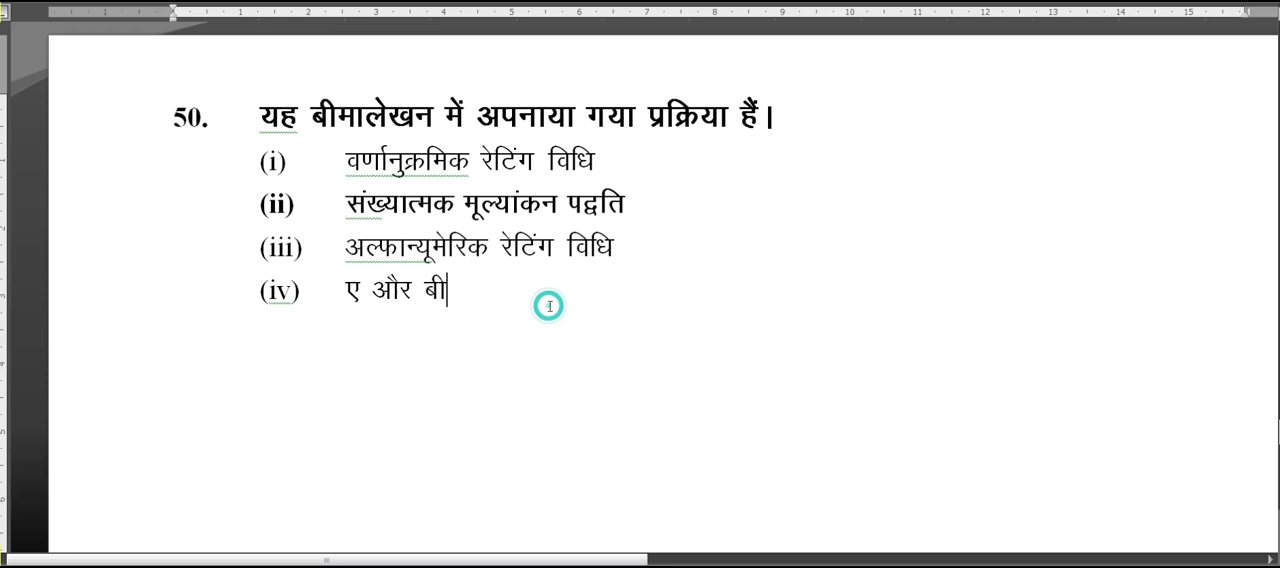 50. यह बीमालेखन में अपनाया गया प्रक्रिया हैं।
(i) वर्णानुक्रमिक रेटिंग विधि
(ii) संख्यात्मक मूल्यांकन पद्वति
(iii) अल्फान्यूमेरिक रेटिंग विधि
(iv) ए और बी